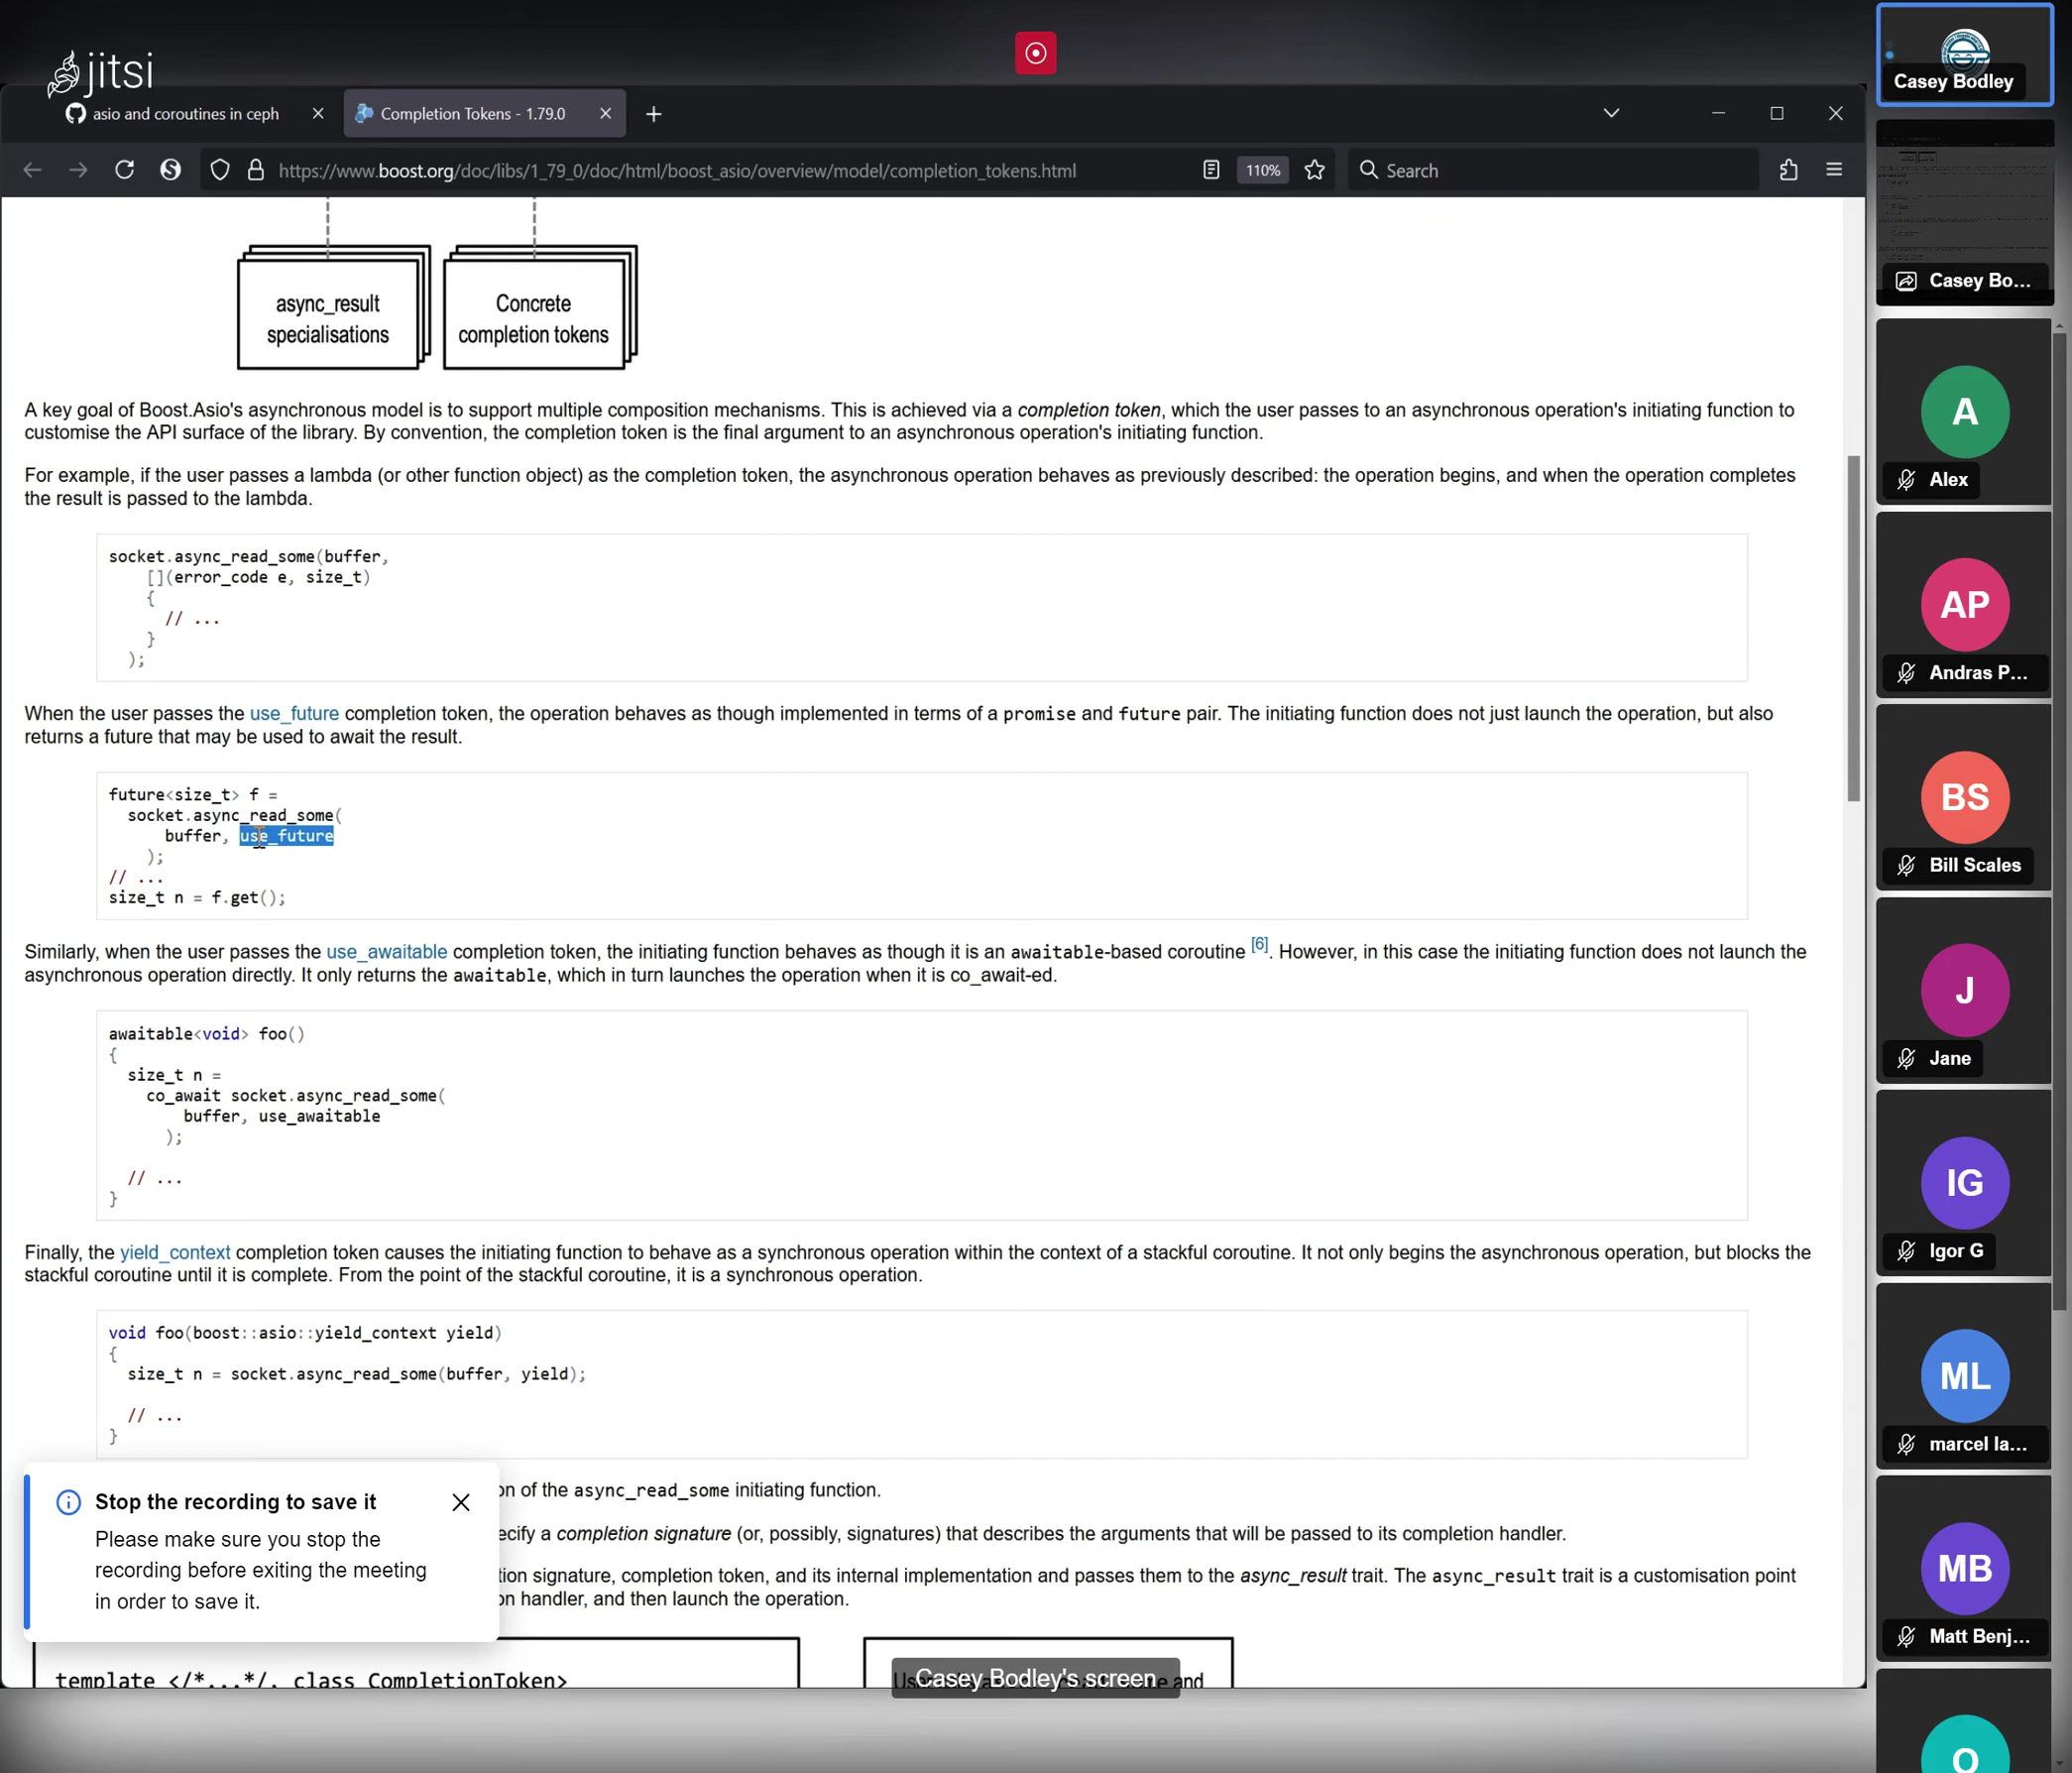 jitsi
asio and coroutines in ceph
Completion Tokens - 1.79.0
https://www.boost.org/doc/libs/1_79_0/doc/html/boost_asio/overview/model/completion_tokens.html
110%
Search
async_result
specialisations
Concrete
completion tokens
A key goal of Boost.Asio's asynchronous model is to support multiple composition mechanisms. This is achieved via a completion token, which the user passes to an asynchronous operation's initiating function to
customise the API surface of the library. By convention, the completion token is the final argument to an asynchronous operation's initiating function.
For example, if the user passes a lambda (or other function object) as the completion token, the asynchronous operation behaves as previously described: the operation begins, and when the operation completes
the result is passed to the lambda.
socket.async_read_some(buffer,
    [](error_code e, size_t)
    {
      // ...
    }
  );
When the user passes the use_future completion token, the operation behaves as though implemented in terms of a promise and future pair. The initiating function does not just launch the operation, but also
returns a future that may be used to await the result.
future<size_t> f =
  socket.async_read_some(
      buffer, use_future
    );
// ...
size_t n = f.get();
Similarly, when the user passes the use_awaitable completion token, the initiating function behaves as though it is an awaitable-based coroutine [6]. However, in this case the initiating function does not launch the
asynchronous operation directly. It only returns the awaitable, which in turn launches the operation when it is co_await-ed.
awaitable<void> foo()
{
  size_t n =
    co_await socket.async_read_some(
        buffer, use_awaitable
      );
  // ...
}
Finally, the yield_context completion token causes the initiating function to behave as a synchronous operation within the context of a stackful coroutine. It not only begins the asynchronous operation, but blocks the
stackful coroutine until it is complete. From the point of the stackful coroutine, it is a synchronous operation.
void foo(boost::asio::yield_context yield)
{
  size_t n = socket.async_read_some(buffer, yield);
  // ...
}
on of the async_read_some initiating function.
ecify a completion signature (or, possibly, signatures) that describes the arguments that will be passed to its completion handler.
tion signature, completion token, and its internal implementation and passes them to the async_result trait. The async_result trait is a customisation point
on handler, and then launch the operation.
template </*...*/, class CompletionToken>
and
Stop the recording to save it
Please make sure you stop the
recording before exiting the meeting
in order to save it.
Casey Bodley's screen
Casey Bodley
Casey Bo...
A
Alex
AP
Andras P...
BS
Bill Scales
J
Jane
IG
Igor G
ML
marcel la...
MB
Matt Benj...
O